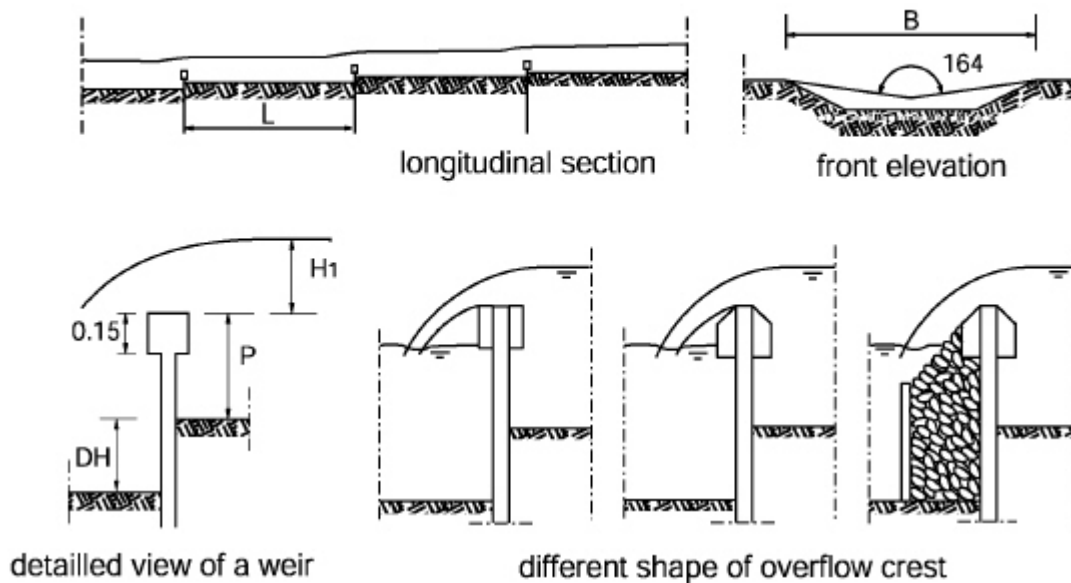 B
164
L
longitudinal section
front elevation
H1
0.15
P
DH
detailled view of a weir
different shape of overflow crest